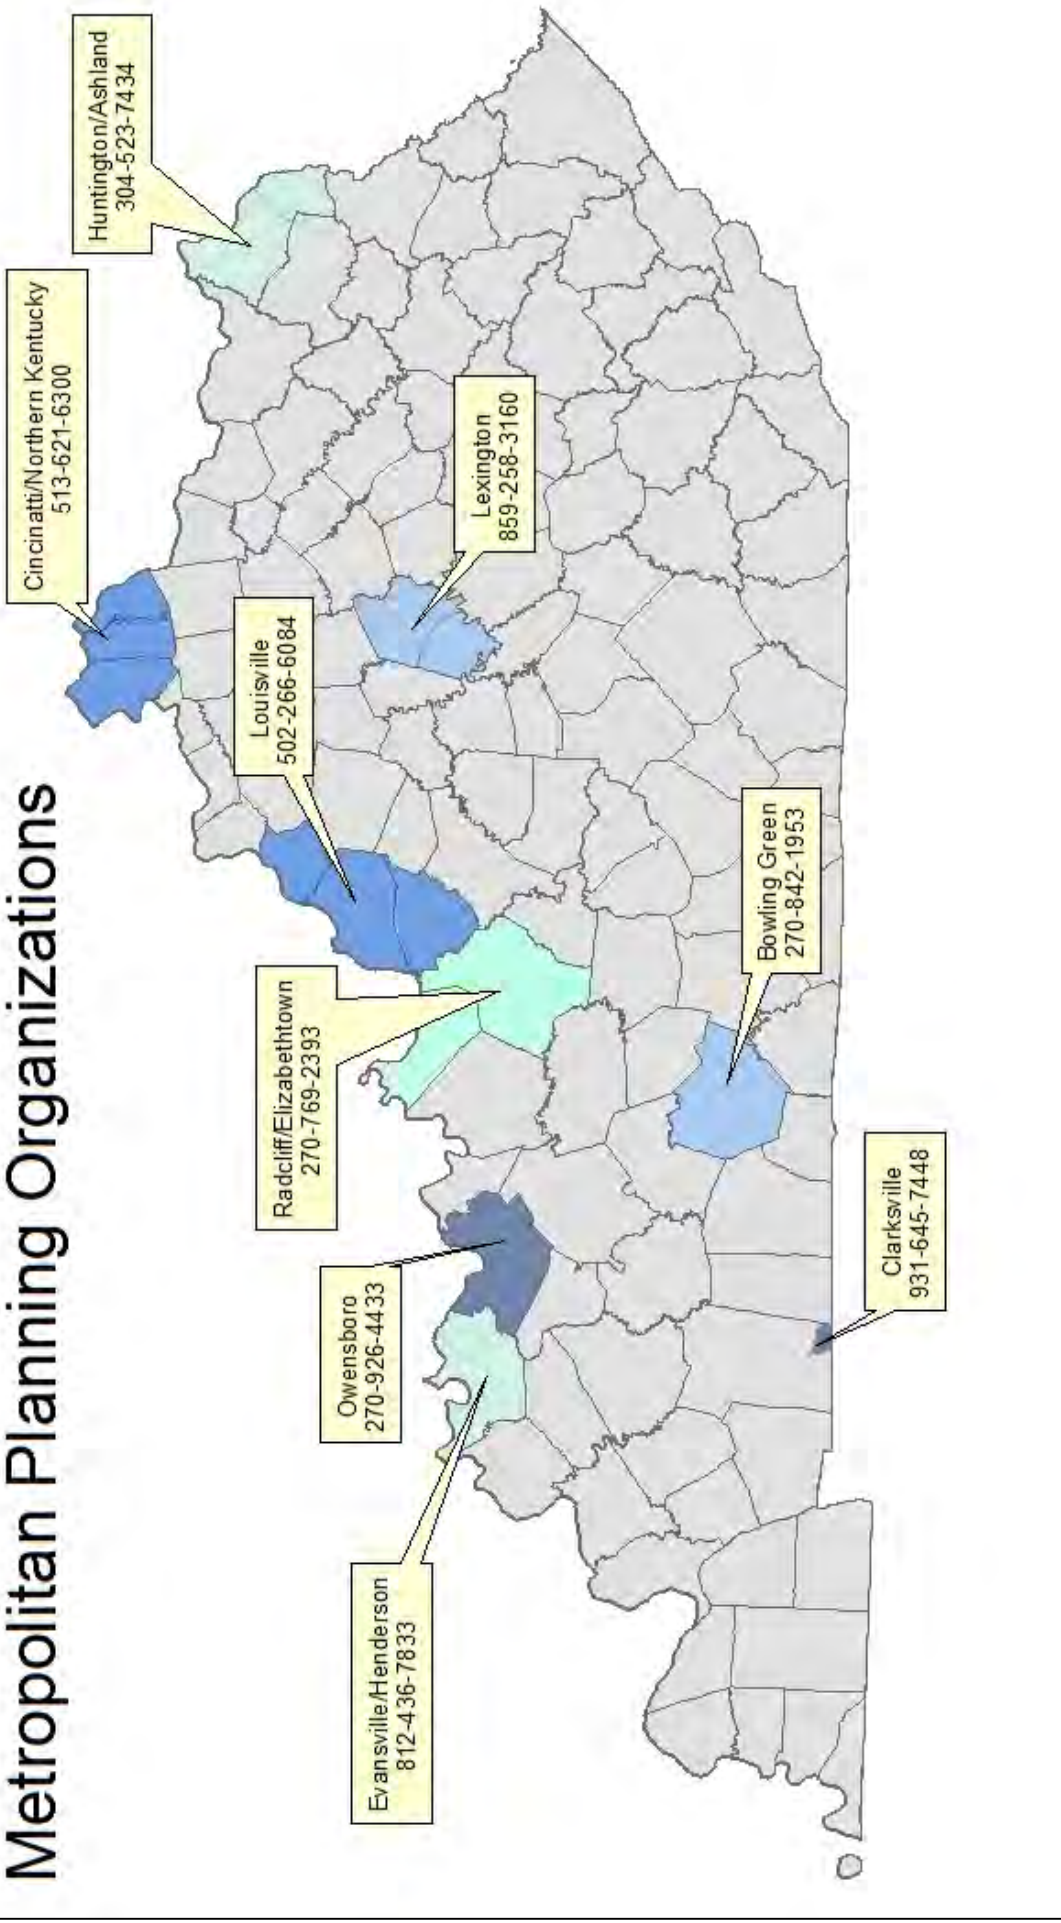 Metropolitan Planning Organizations
Cincinatti/Northern Kentucky
513-621-6300
Huntington/Ashland
304-523-7434
Louisville
502-266-6084
Lexington
859-258-3160
Radcliff/Elizabethtown
270-769-2393
Owensboro
270-926-4433
Evansville/Henderson
812-436-7833
Bowling Green
270-842-1953
Clarksville
931-645-7448